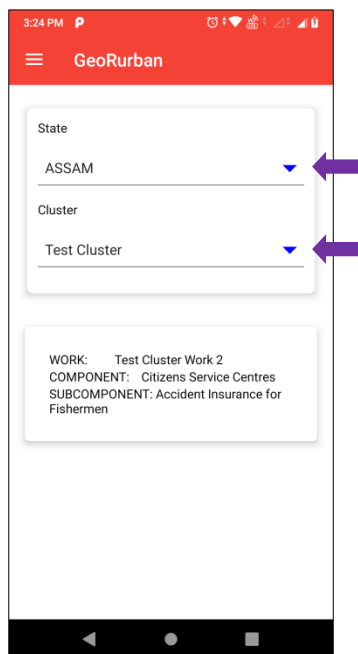 3:24 PM
GeoRurban
State
ASSAM
Cluster
Test Cluster
WORK: Test Cluster Work 2
COMPONENT: Citizens Service Centres
SUBCOMPONENT: Accident Insurance for
Fishermen